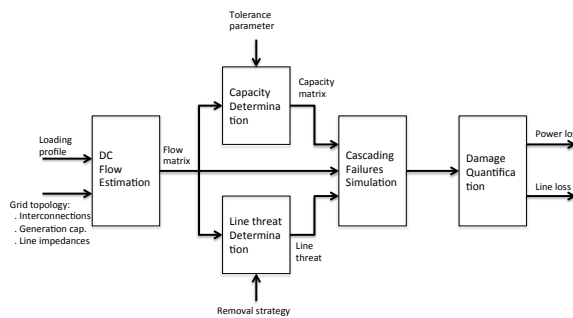 Tolerance
parameter
Capacity
Determina
tion
Capacity
matrix
Loading
profile
DC
Flow
Estimation
Flow
matrix
Cascading
Failures
Simulation
Damage
Quantifica
tion
Power lo
Line loss
Grid topology:
. Interconnections
. Generation cap.
. Line impedances
Line threat
Determina
tion
Line
threat
Removal strategy